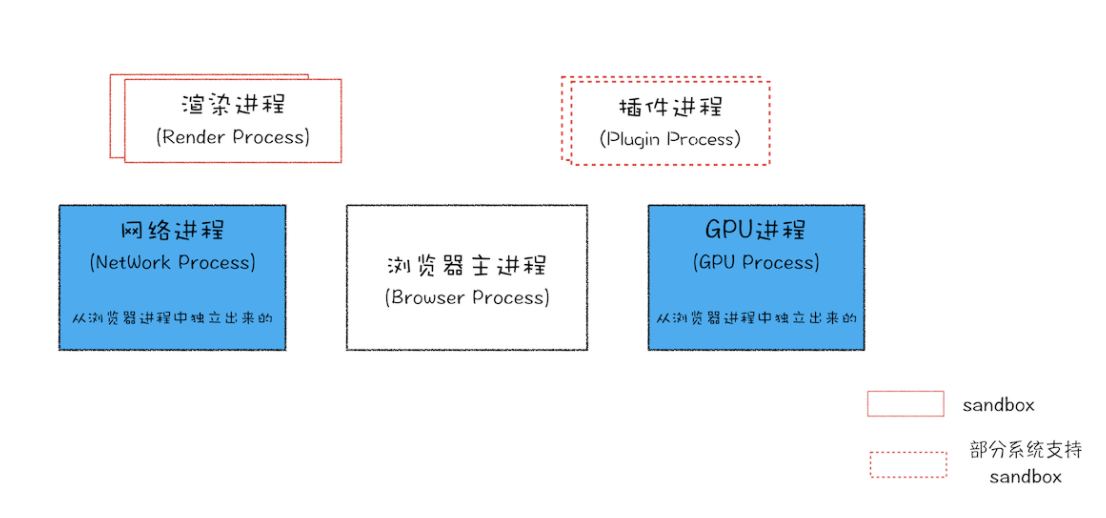 渲染进程
(Render Process)
插件进程
(Plugin Process)
网络进程
(NetWork Process)
从浏览器进程中独立出来的
浏览器主进程
(Browser Process)
GPU进程
(GPU Process)
从浏览器进程中独立出来的
sandbox
部分系统支持
sandbox